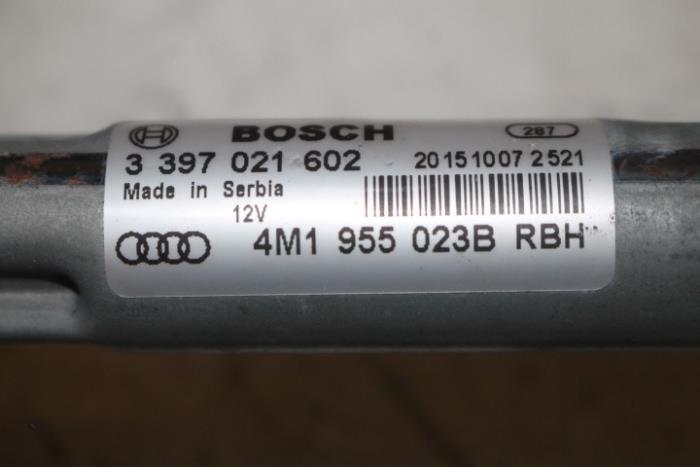 BOSCH 287
3 397 021 602 20151007 2521
Made in Serbia
12V
4M1 955 023B RBH